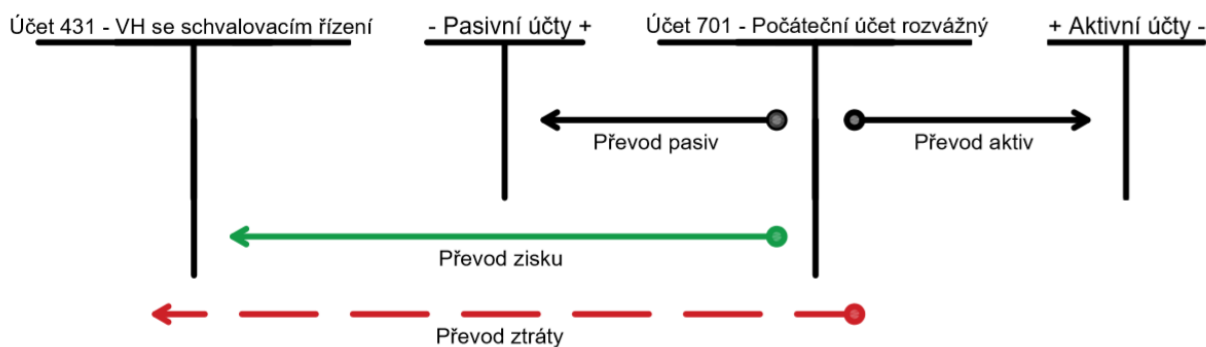 Účet 431 - VH se schvalovacím řízení
- Pasivní účty +
Účet 701 - Počáteční účet rozvážný
+ Aktivní účty -
Převod pasiv
Převod aktiv
Převod zisku
Převod ztráty